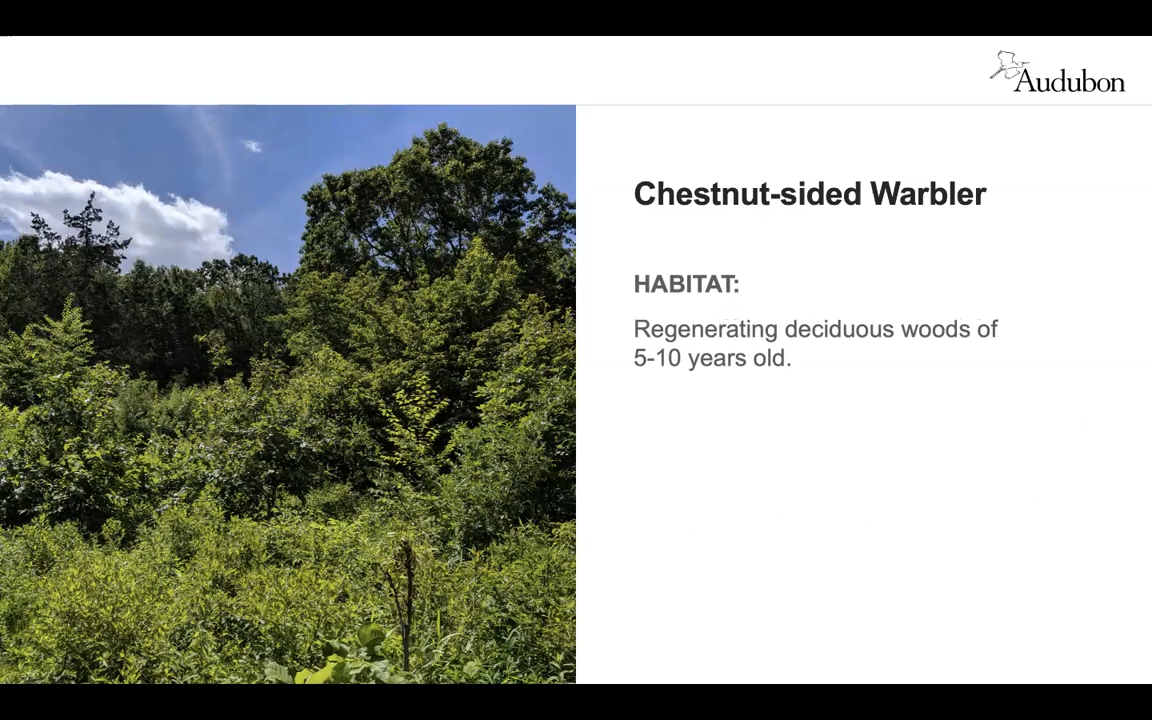 Audubon
Chestnut-sided Warbler
HABITAT:
Regenerating deciduous woods of
5-10 years old.